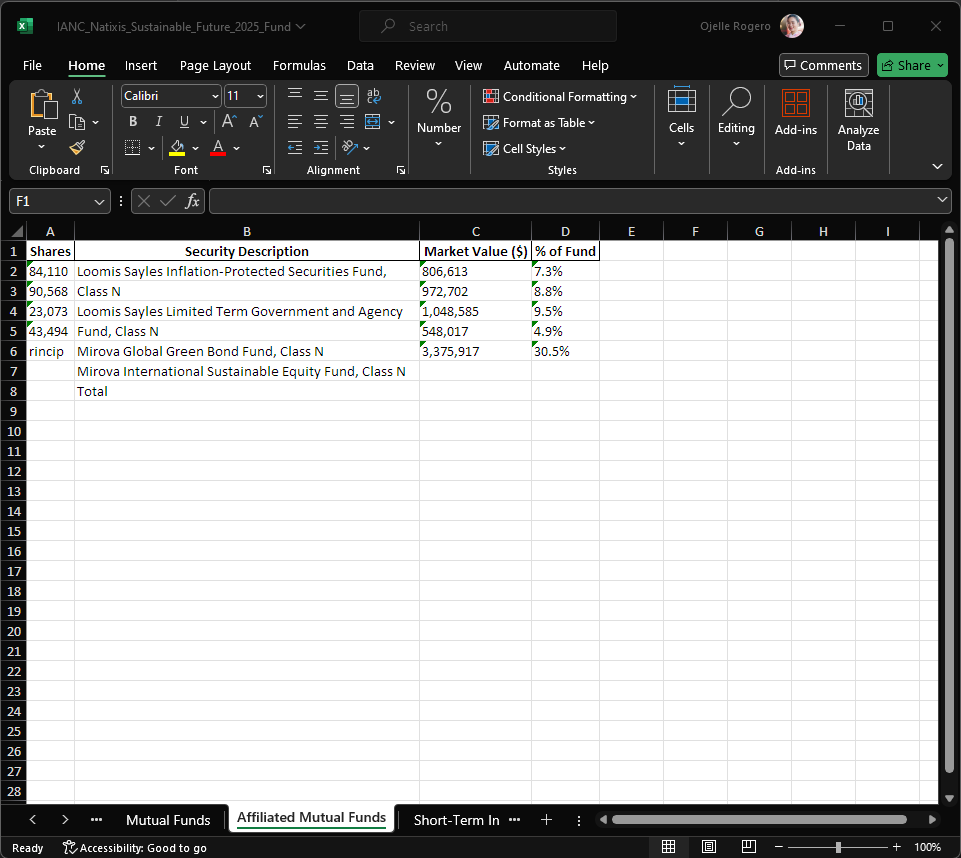 IANC_Natixis_Sustainable_Future_2025_Fund
Search
Ojelle Rogero
File Home Insert Page Layout Formulas Data Review View Automate Help Comments Share
Paste
Clipboard
Calibri 11
B I U A A
A
Font
ab
Alignment
% Number
Conditional Formatting
Format as Table
Cell Styles
Styles
Cells
Editing
Add-ins
Add-ins
Analyze
Data
F1 fx
A B C D E F G H I
1 Shares Security Description Market Value ($) % of Fund
2 84,110 Loomis Sayles Inflation-Protected Securities Fund, 806,613 7.3%
3 90,568 Class N 972,702 8.8%
4 23,073 Loomis Sayles Limited Term Government and Agency 1,048,585 9.5%
5 43,494 Fund, Class N 548,017 4.9%
6 rincip Mirova Global Green Bond Fund, Class N 3,375,917 30.5%
7 Mirova International Sustainable Equity Fund, Class N
8 Total
9
10
11
12
13
14
15
16
17
18
19
20
21
22
23
24
25
26
27
28
Mutual Funds Affiliated Mutual Funds Short-Term In
Ready Accessibility: Good to go 100%